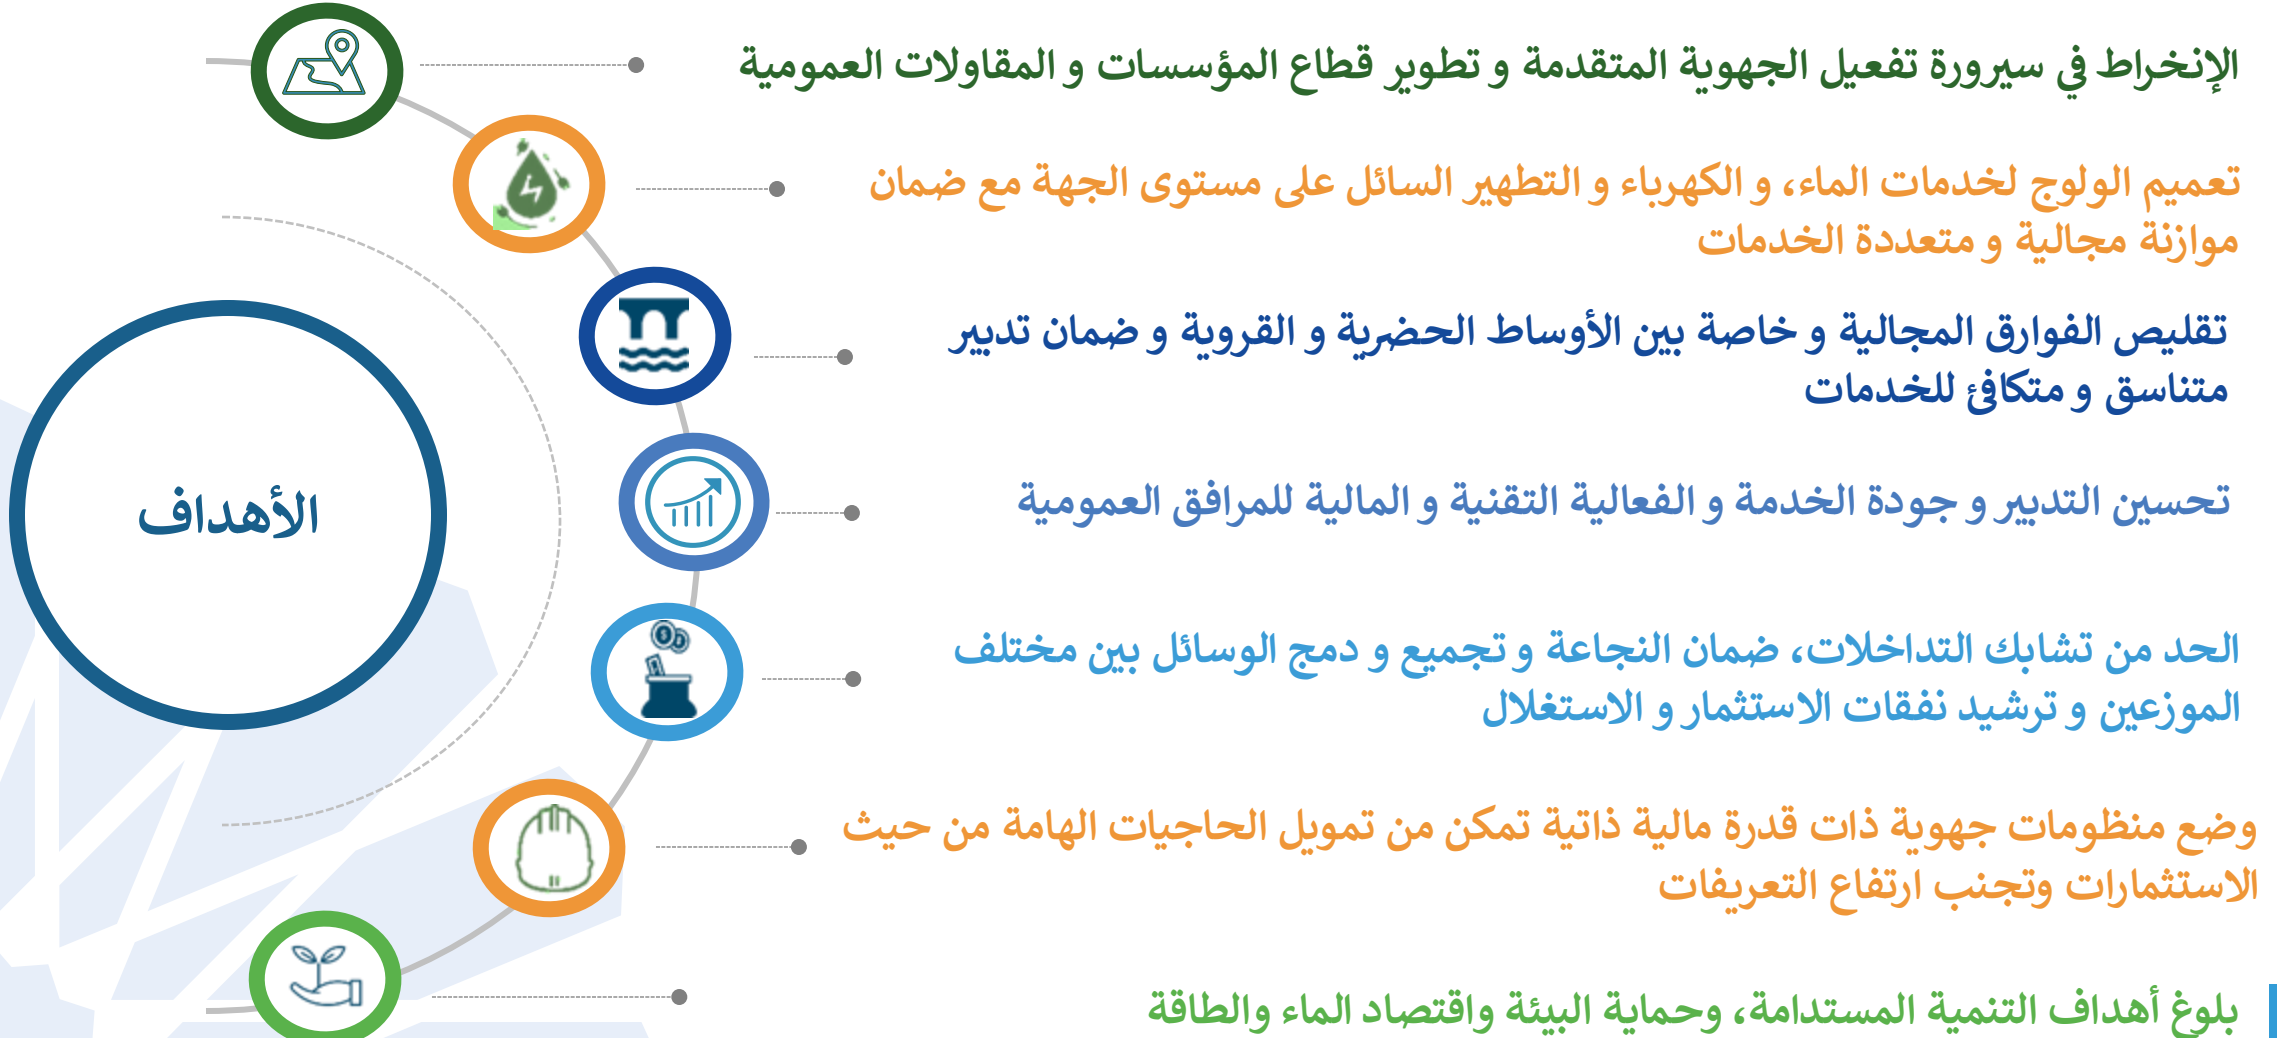 الأهداف
الإنخراط في سيرورة تفعيل الجهوية المتقدمة و تطوير قطاع المؤسسات و المقاولات العمومية
تعميم الولوج لخدمات الماء، و الكهرباء و التطهير السائل على مستوى الجهة مع ضمان
موازنة مجالية و متعددة الخدمات
تقليص الفوارق المجالية و خاصة بين الأوساط الحضرية و القروية و ضمان تدبير
متناسق و متكافئ للخدمات
تحسين التدبير و جودة الخدمة و الفعالية التقنية و المالية للمرافق العمومية
الحد من تشابك التداخلات، ضمان النجاعة و تجميع و دمج الوسائل بين مختلف
الموزعين و ترشيد نفقات الاستثمار و الاستغلال
وضع منظومات جهوية ذات قدرة مالية ذاتية تمكن من تمويل الحاجيات الهامة من حيث
الاستثمارات وتجنب ارتفاع التعريفات
بلوغ أهداف التنمية المستدامة، وحماية البيئة واقتصاد الماء والطاقة